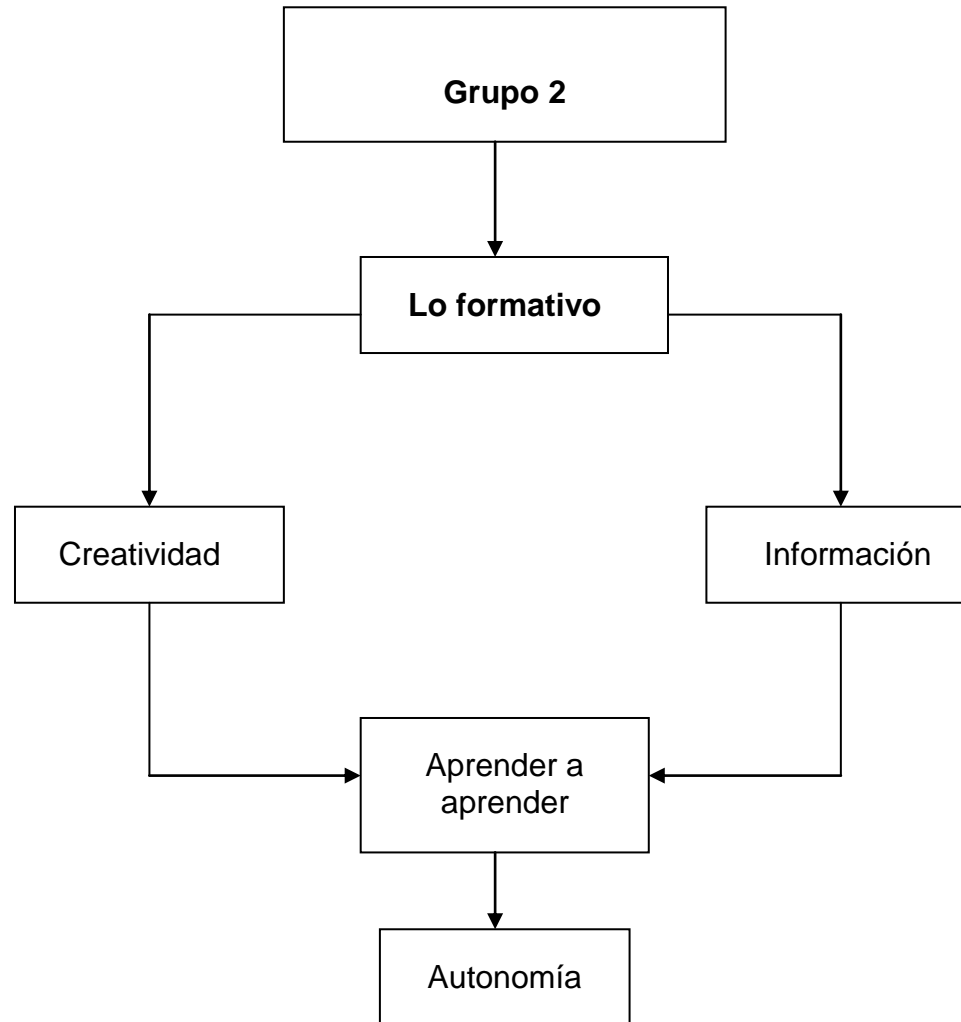 Grupo 2
Lo formativo
Creatividad
Información
Aprender a
aprender
Autonomía